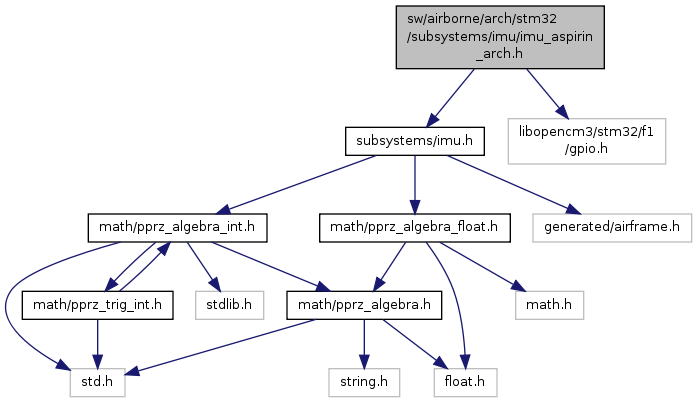 sw/airborne/arch/stm32
/subsystems/imu/imu_aspirin
_arch.h
subsystems/imu.h
libopencm3/stm32/f1
/gpio.h
math/pprz_algebra_int.h
math/pprz_algebra_float.h
generated/airframe.h
math/pprz_trig_int.h
stdlib.h
math/pprz_algebra.h
math.h
std.h
string.h
float.h